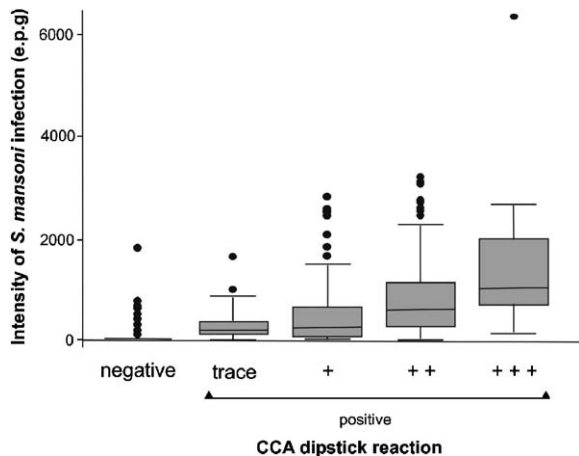 Intensity of S. mansoni infection (e.p.g)
6000
4000
2000
0
negative trace + + + + + +
positive
CCA dipstick reaction